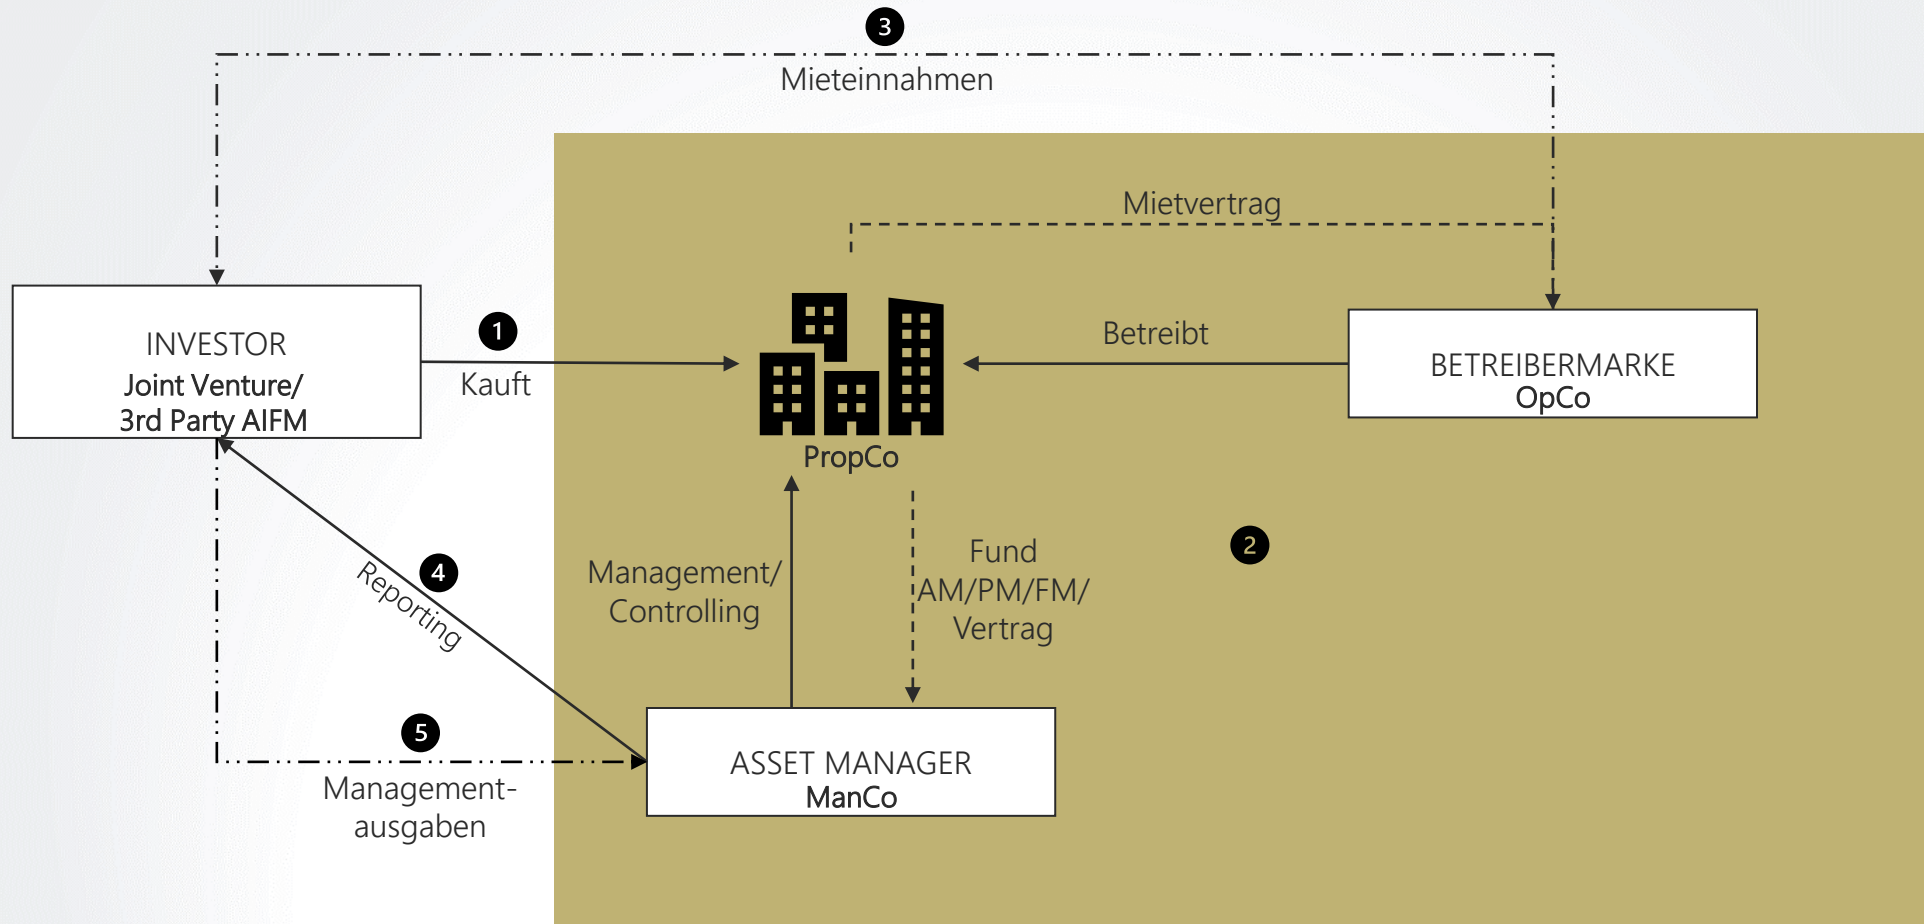 3
Mieteinnahmen
Mietvertrag
INVESTOR
Joint Venture/
3rd Party AIFM
1
Kauft
PropCo
Betreibt
BETREIBERMARKE
OpCo
2
Management/
Controlling
Fund
AM/PM/FM/
Vertrag
4
Reporting
5
Management-
ausgaben
ASSET MANAGER
ManCo